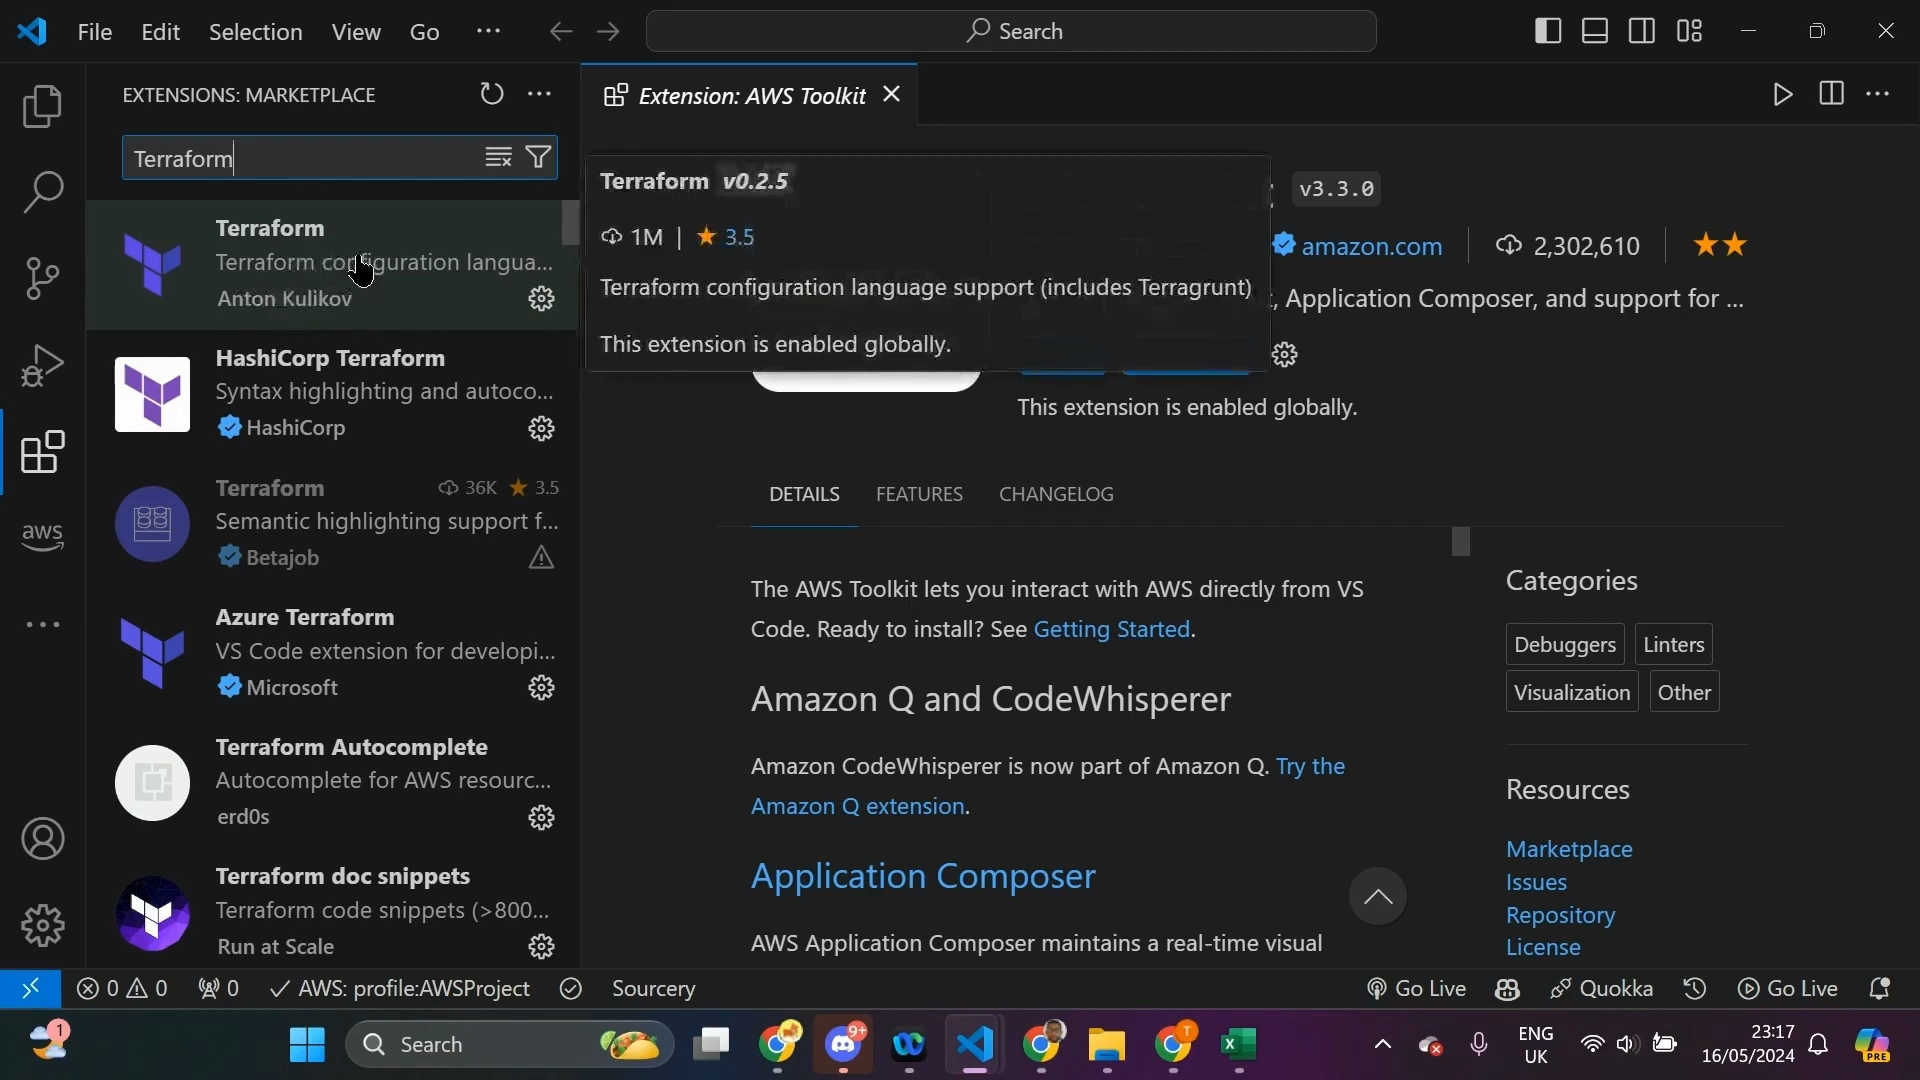 File Edit Selection View Go ··· Search
EXTENSIONS: MARKETPLACE
Terraform
Terraform
Terraform configuration langua...
Anton Kulikov
HashiCorp Terraform
Syntax highlighting and autoco...
HashiCorp
Terraform 36K 3.5
Semantic highlighting support f...
Betajob
Azure Terraform
VS Code extension for developi...
Microsoft
Terraform Autocomplete
Autocomplete for AWS resourc...
erd0s
Terraform doc snippets
Terraform code snippets (>800...
Run at Scale
aws
Extension: AWS Toolkit
Terraform v0.2.5
1M | 3.5
Terraform configuration language support (includes Terragrunt)
This extension is enabled globally.
v3.3.0
amazon.com 2,302,610
, Application Composer, and support for ...
This extension is enabled globally.
DETAILS FEATURES CHANGELOG
The AWS Toolkit lets you interact with AWS directly from VS
Code. Ready to install? See Getting Started.
Amazon Q and CodeWhisperer
Amazon CodeWhisperer is now part of Amazon Q. Try the
Amazon Q extension.
Application Composer
AWS Application Composer maintains a real-time visual
Categories
Debuggers Linters
Visualization Other
Resources
Marketplace
Issues
Repository
License
0 0 0 AWS: profile:AWSProject Sourcery Go Live Quokka Go Live
1 Search 9+ T X ENG 23:17
UK 16/05/2024 PRE